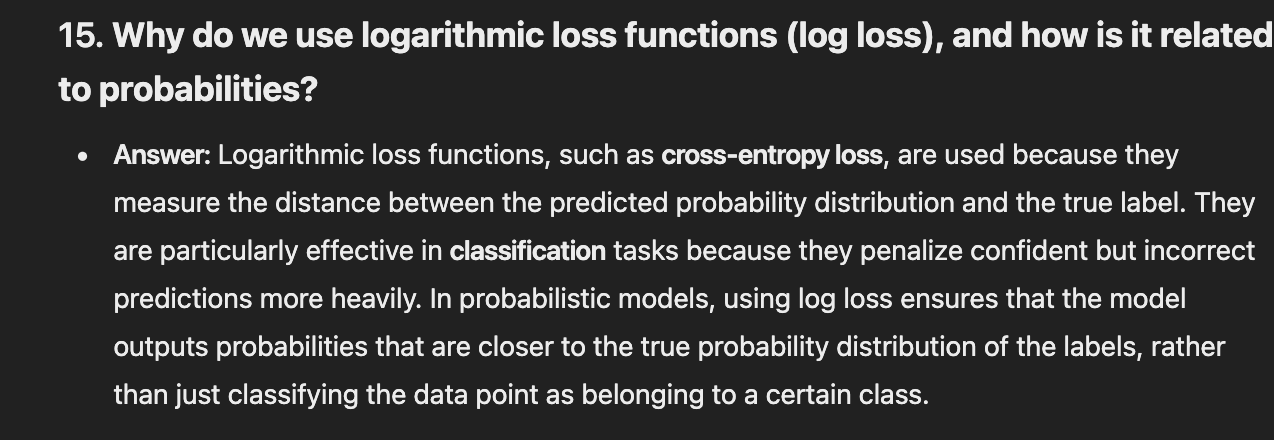 15. Why do we use logarithmic loss functions (log loss), and how is it related
to probabilities?
• Answer: Logarithmic loss functions, such as cross-entropy loss, are used because they
measure the distance between the predicted probability distribution and the true label. They
are particularly effective in classification tasks because they penalize confident but incorrect
predictions more heavily. In probabilistic models, using log loss ensures that the model
outputs probabilities that are closer to the true probability distribution of the labels, rather
than just classifying the data point as belonging to a certain class.